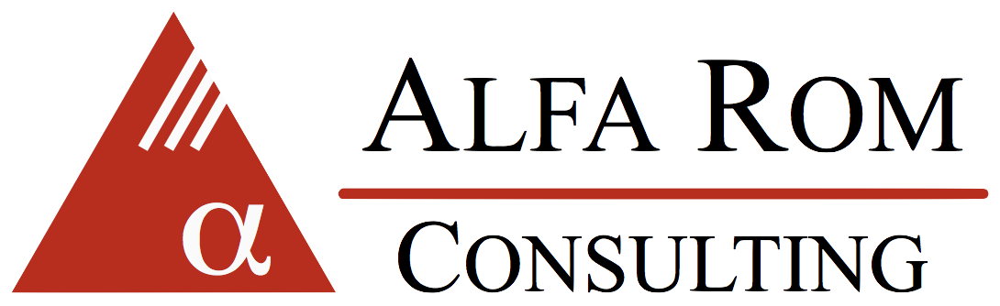 α
ALFA ROM
CONSULTING